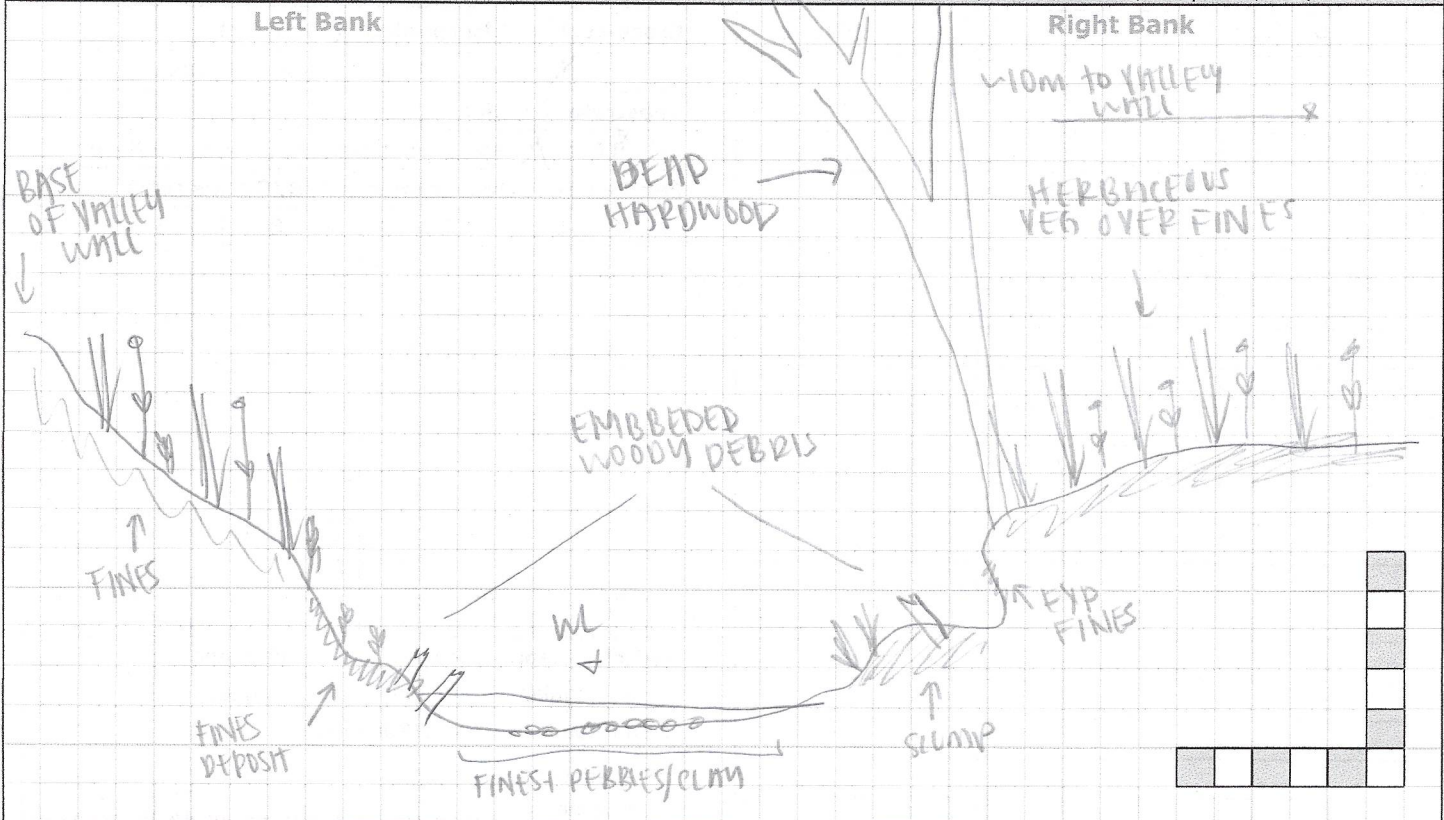 Left Bank
Right Bank
~10m to VALLEY
WALL
BASE
OF VALLEY
WALL
DEAD
HARDWOOD
HERBACEOUS
VEG OVER FINES
EMBBEDED
WOODY DEBRIS
FINES
WL
EXP
FINES
FINES
DEPOSIT
SLUMP
FINES+ PEBBLES/CLAY